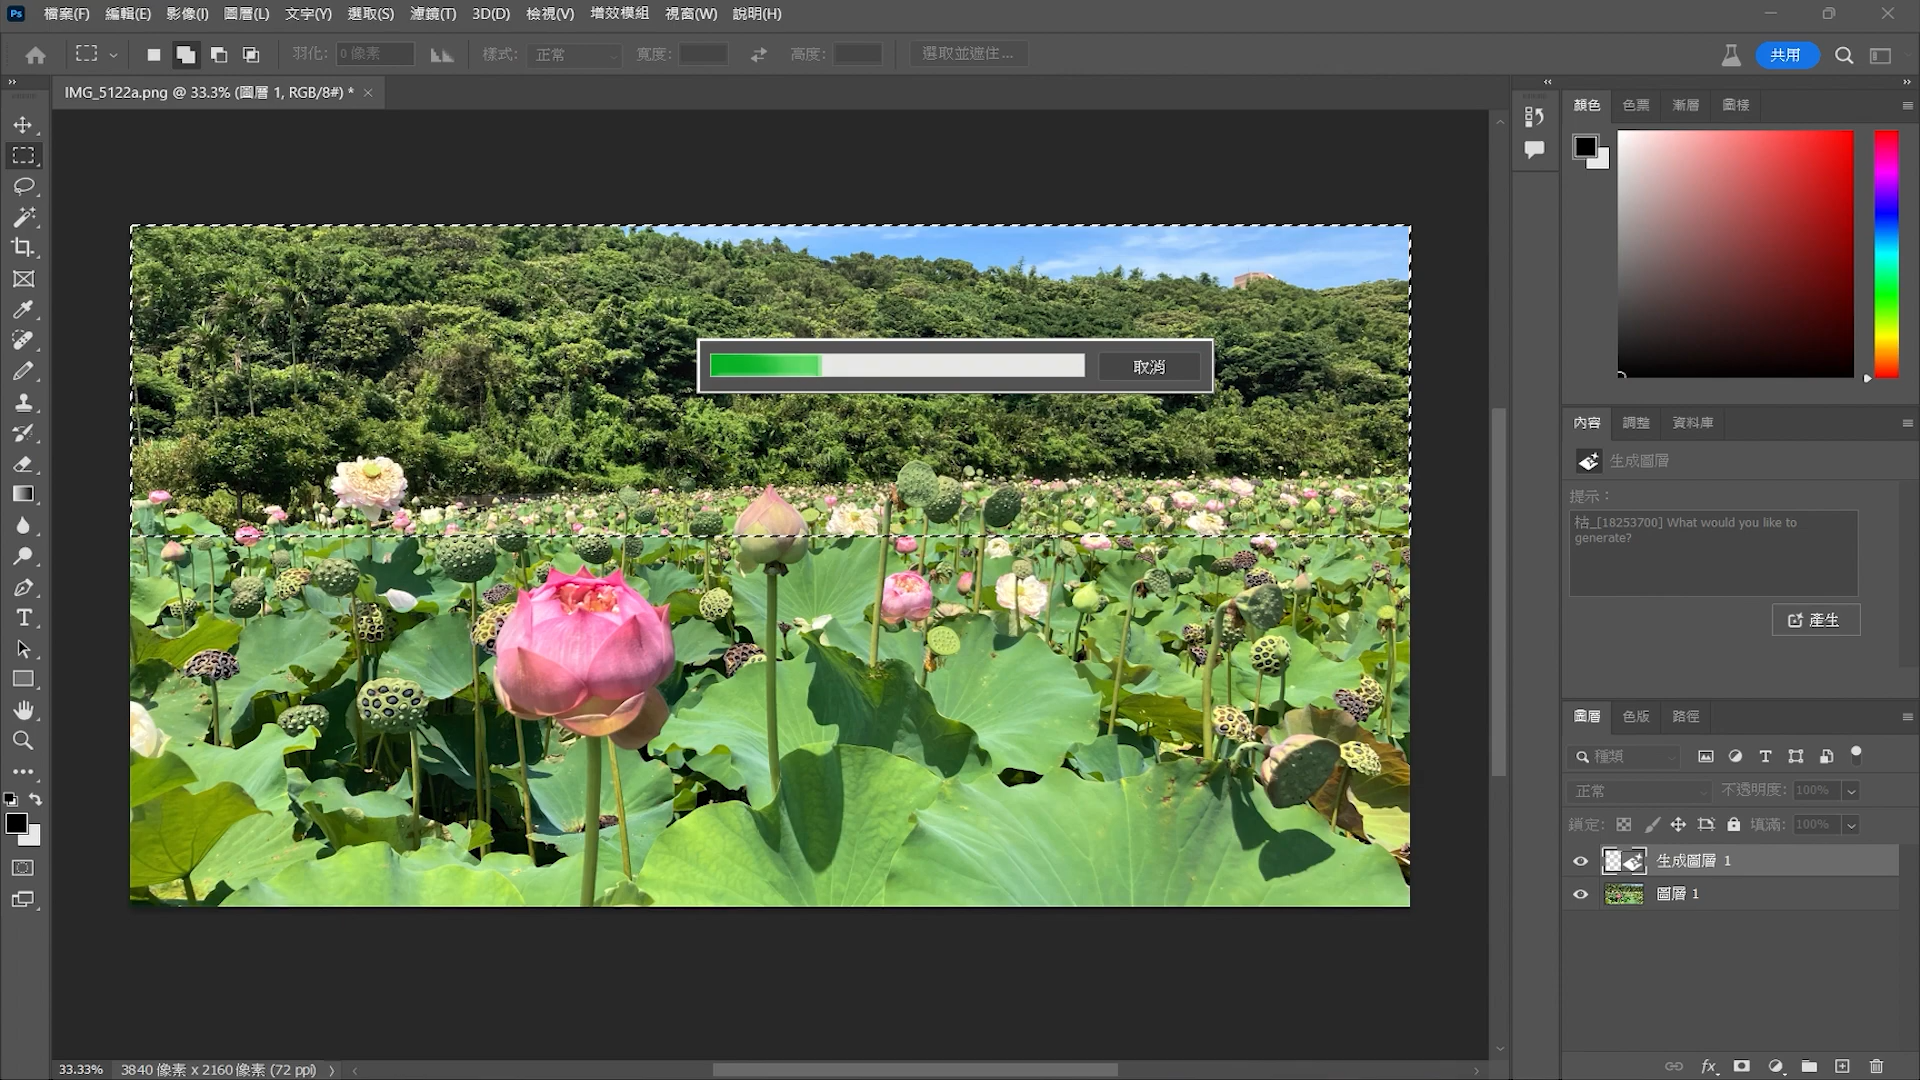 Ps 檔案(F) 編輯(E) 影像(I) 圖層(L) 文字(Y) 選取(S) 濾鏡(T) 3D(D) 檢視(V) 增效模組 視窗(W) 說明(H)
羽化: 0 像素 樣式: 正常 寬度: 高度: 選取並遮住... 共用
IMG_5122a.png @ 33.3% (圖層 1, RGB/8#) *
顏色 色票 漸層 圖樣
取消
內容 調整 資料庫
生成圖層
提示：
枯_[18253700] What would you like to
generate?
產生
圖層 色版 路徑
種類
正常 不透明度: 100%
鎖定: 填滿: 100%
生成圖層 1
圖層 1
33.33% 3840 像素 x 2160 像素 (72 ppi)
fx